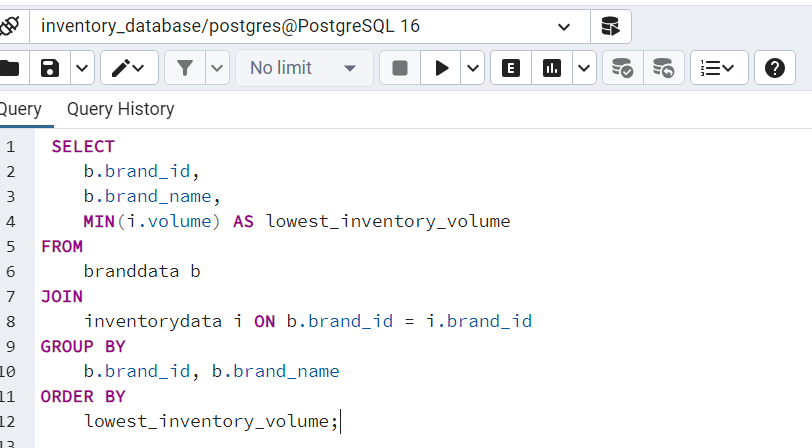 inventory_database/postgres@PostgreSQL 16
No limit
E
Query Query History
1 SELECT
2 b.brand_id,
3 b.brand_name,
4 MIN(i.volume) AS lowest_inventory_volume
5 FROM
6 branddata b
7 JOIN
8 inventorydata i ON b.brand_id = i.brand_id
9 GROUP BY
10 b.brand_id, b.brand_name
11 ORDER BY
12 lowest_inventory_volume;
13